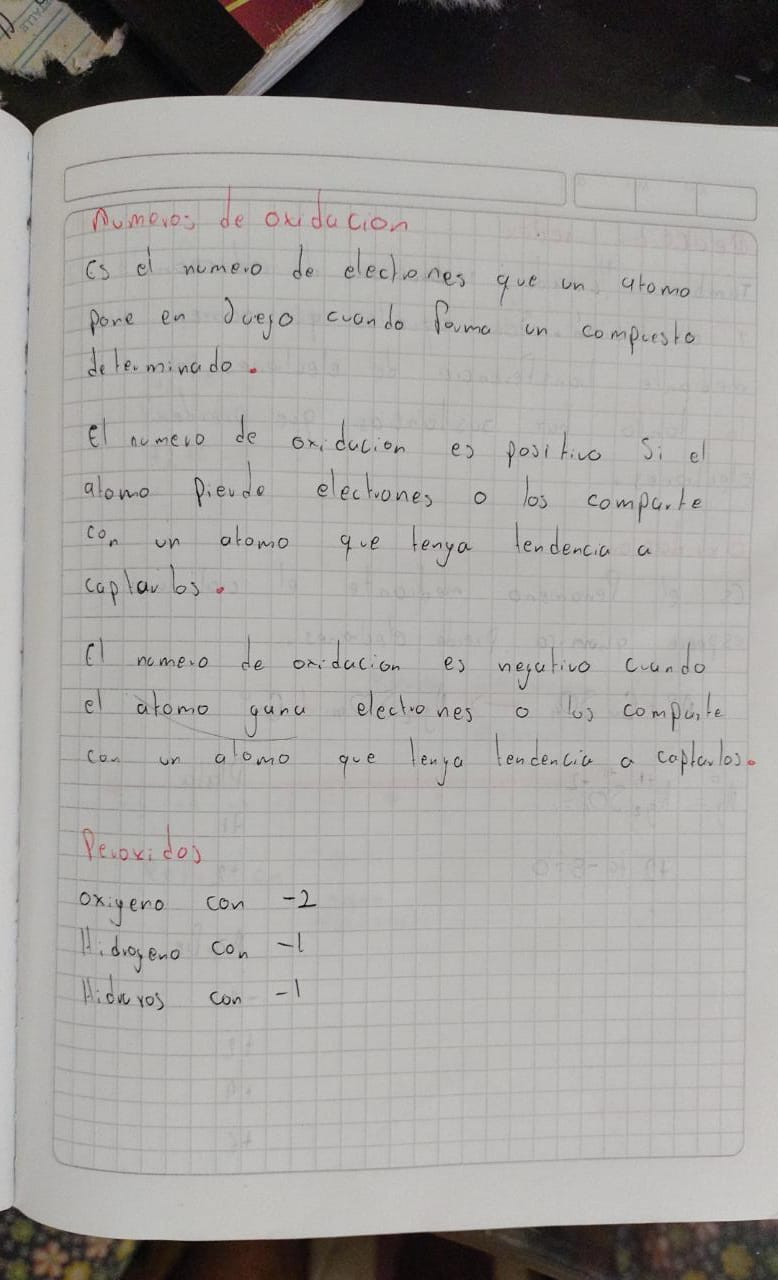 Numeros de oxidacion
Es el numero de electrones que un atomo
pone en Juego cuando forma un compuesto
determinado.
El numero de oxidacion es positivo Si el
atomo Pierde electrones o los comparte
con un atomo que tenga tendencia a
captarlos.
El numero de oxidacion es negativo cuando
el atomo gana electrones o los comparte
con un atomo que tenga tendencia a captarlos.
Peroxidos
oxigeno con -2
Hidrogeno con -1
Hidruros con -1